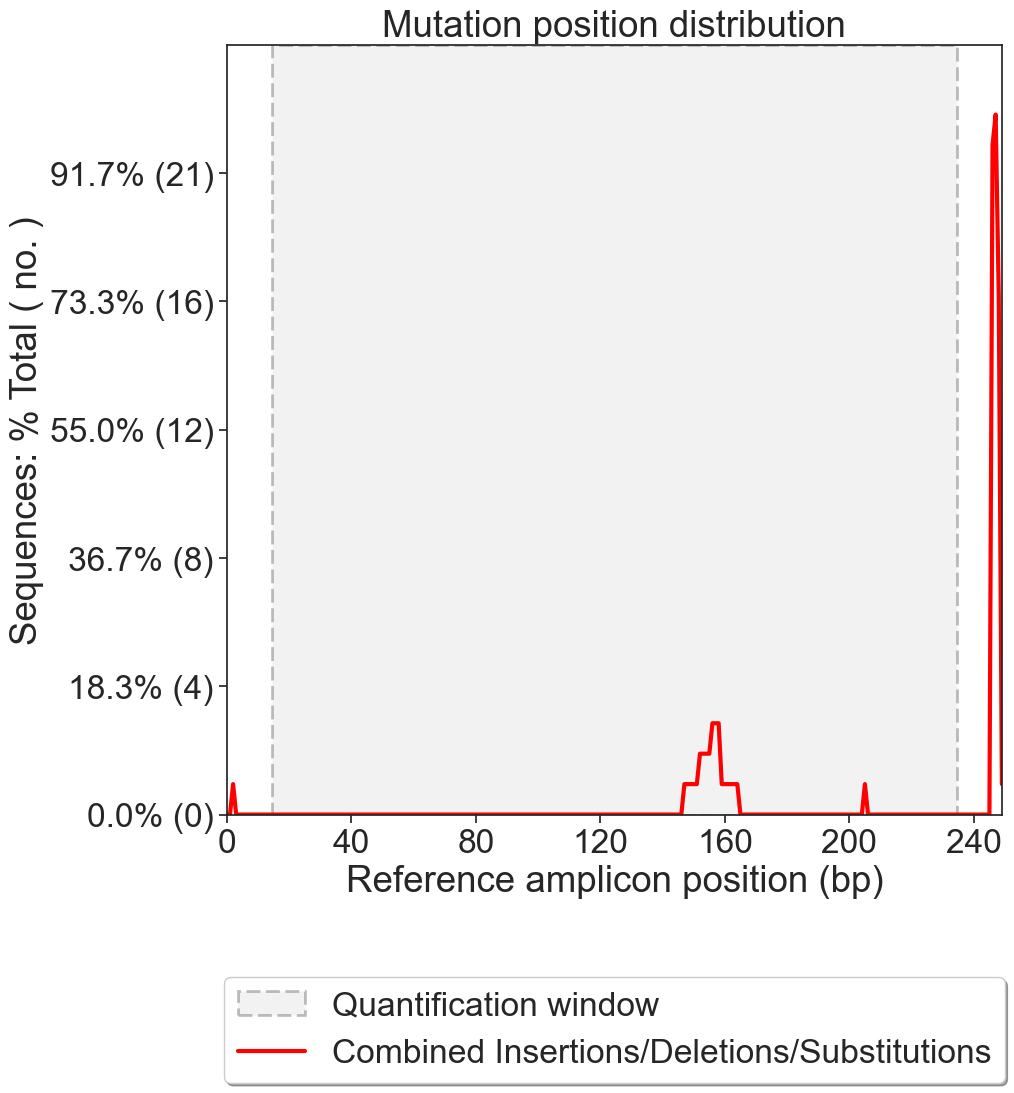 Mutation position distribution
Sequences: % Total ( no. )
91.7% (21)
73.3% (16)
55.0% (12)
36.7% (8)
18.3% (4)
0.0% (0)
0 40 80 120 160 200 240
Reference amplicon position (bp)
Quantification window
Combined Insertions/Deletions/Substitutions